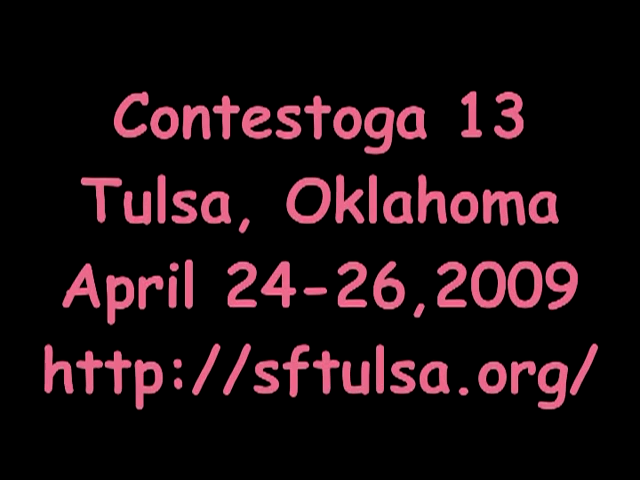 Contestoga 13
Tulsa, Oklahoma
April 24-26,2009
http://sftulsa.org/